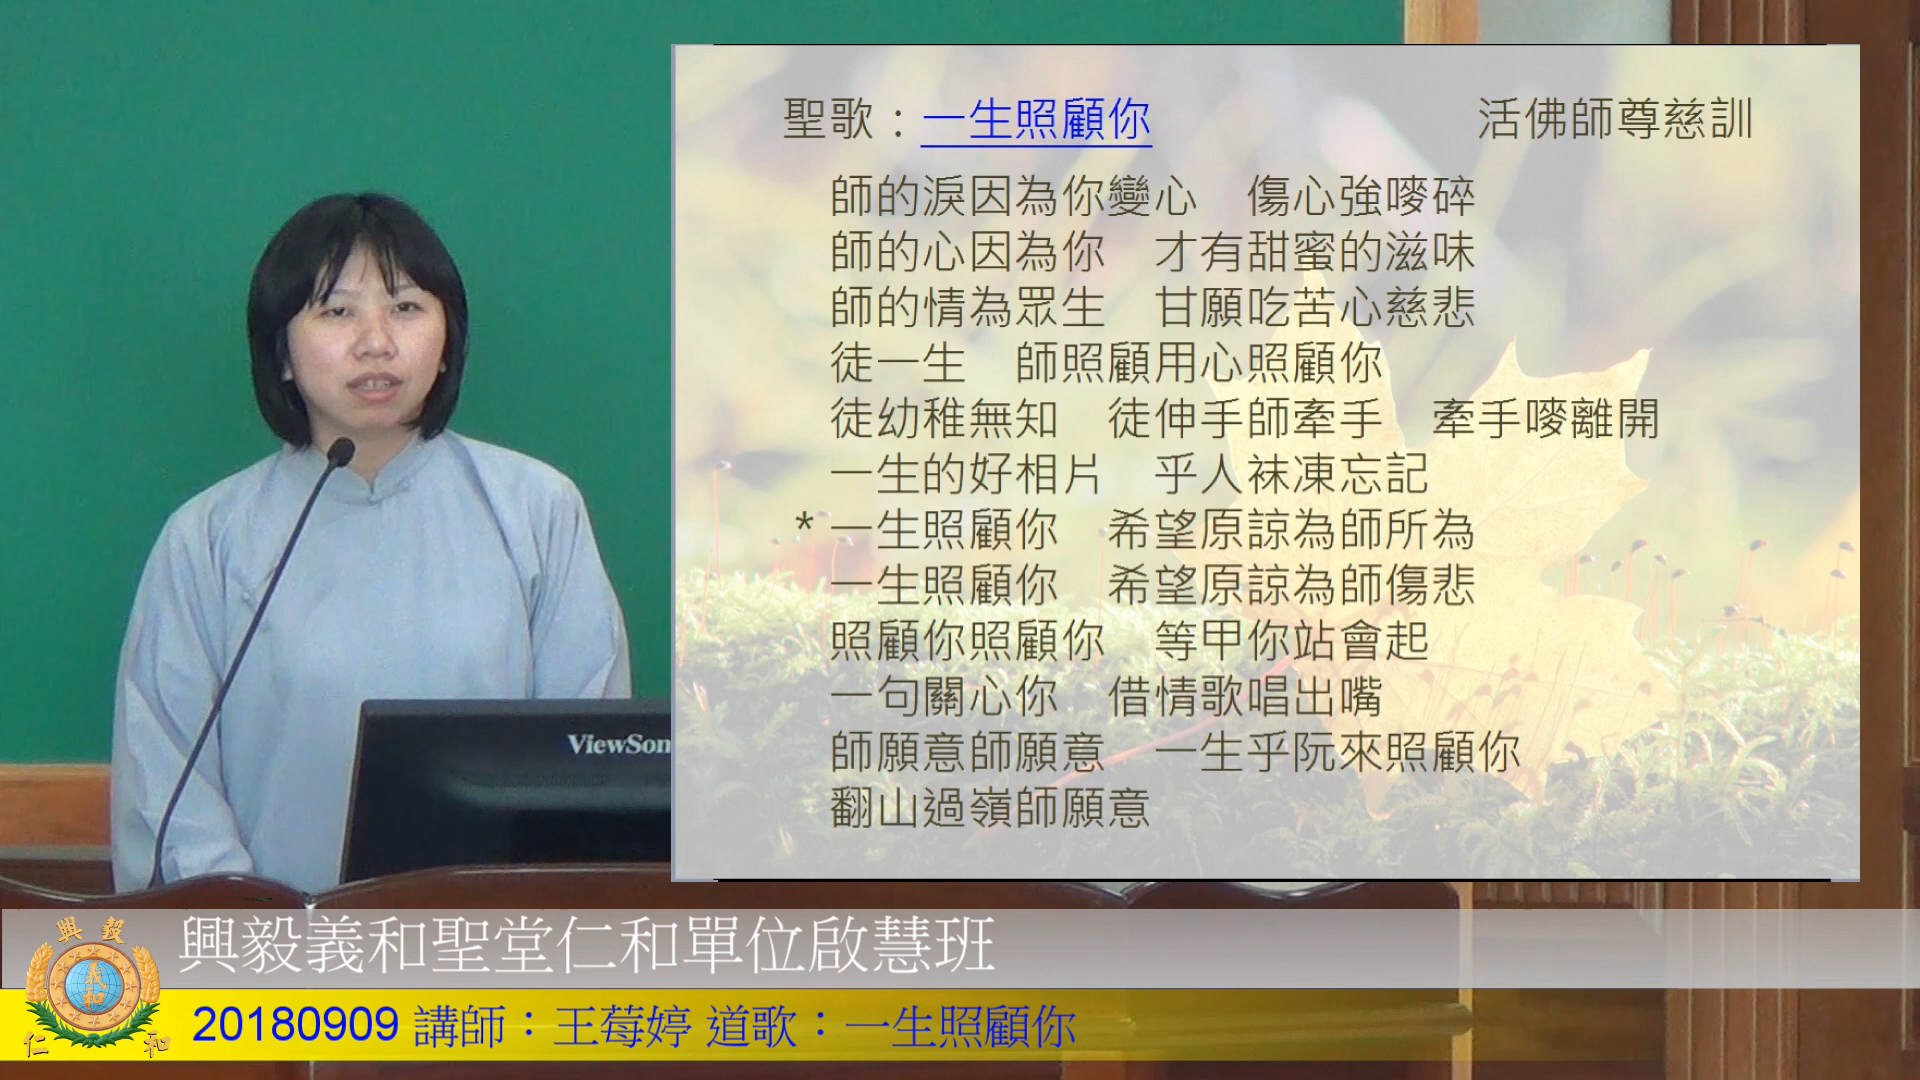 聖歌：一生照顧你　活佛師尊慈訓
師的淚因為你變心　傷心強嘜碎
師的心因為你　才有甜蜜的滋味
師的情為眾生　甘願吃苦心慈悲
徒一生　師照顧用心照顧你
徒幼稚無知　徒伸手師牽手　牽手嘜離開
一生的好相片　乎人袜凍忘記
*一生照顧你　希望原諒為師所為
一生照顧你　希望原諒為師傷悲
照顧你照顧你　等甲你站會起
一句關心你　借情歌唱出嘴
師願意師願意　一生乎阮來照顧你
翻山過嶺師願意
ViewSon
興毅義和聖堂仁和單位啟慧班
20180909 講師：王莓婷 道歌：一生照顧你
興毅
義和
仁和